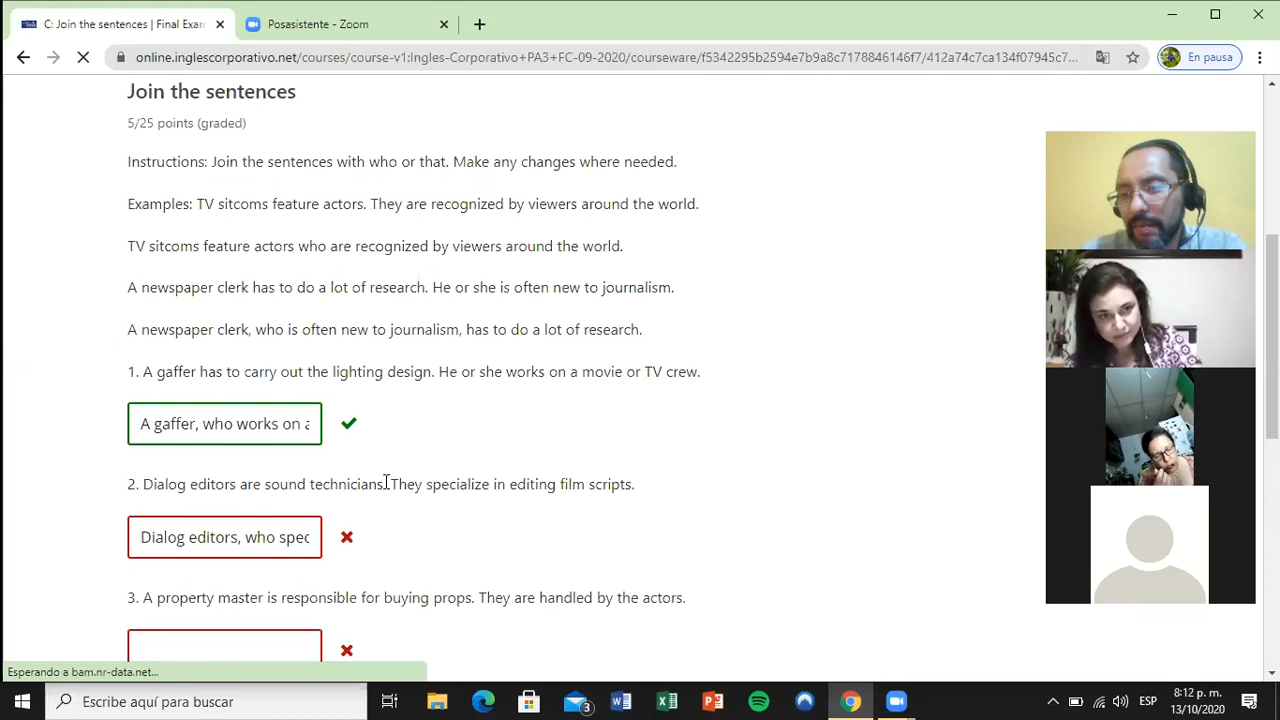 C: Join the sentences | Final Exam
Posasistente - Zoom
online.inglescorporativo.net/courses/course-v1:Ingles-Corporativo+PA3+FC-09-2020/courseware/f5342295b2594e7b9a8c7178846146f7/412a74c7ca134f07945c7...
En pausa
Join the sentences
5/25 points (graded)
Instructions: Join the sentences with who or that. Make any changes where needed.
Examples: TV sitcoms feature actors. They are recognized by viewers around the world.
TV sitcoms feature actors who are recognized by viewers around the world.
A newspaper clerk has to do a lot of research. He or she is often new to journalism.
A newspaper clerk, who is often new to journalism, has to do a lot of research.
1. A gaffer has to carry out the lighting design. He or she works on a movie or TV crew.
A gaffer, who works on a
2. Dialog editors are sound technicians. They specialize in editing film scripts.
Dialog editors, who spec
3. A property master is responsible for buying props. They are handled by the actors.
Esperando a bam.nr-data.net...
Escribe aquí para buscar
3
ESP
8:12 p. m.
13/10/2020